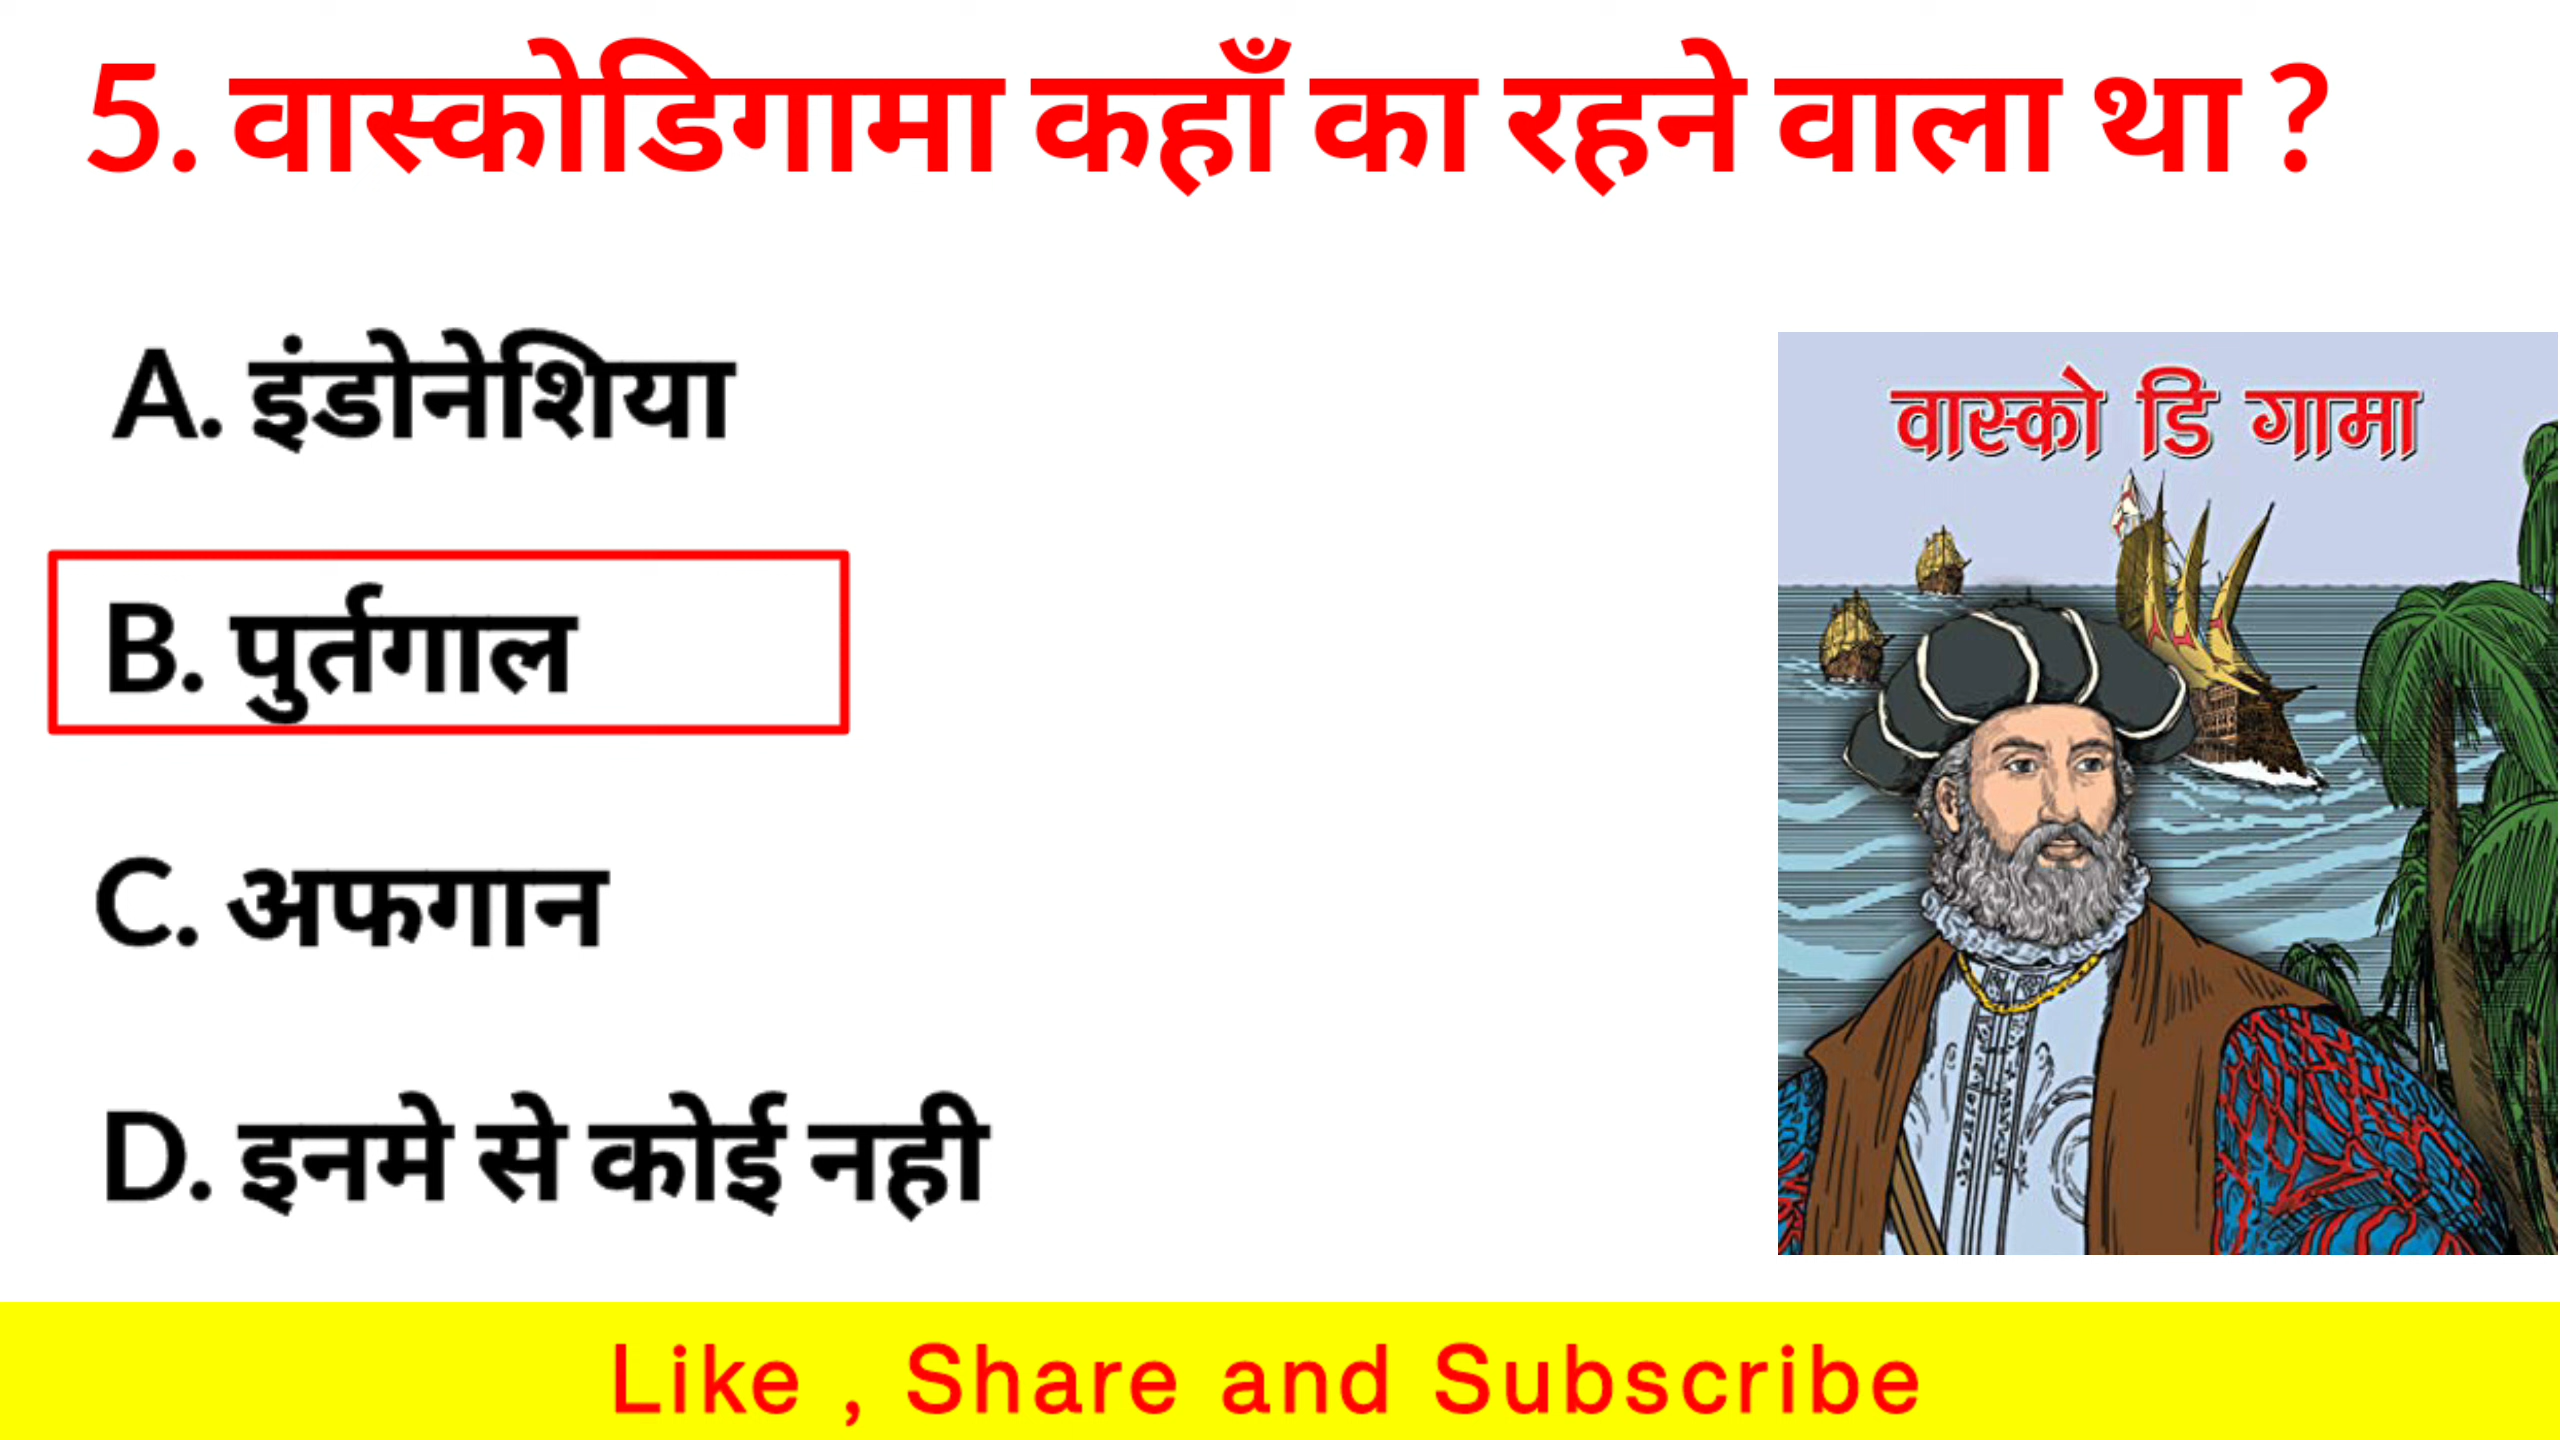 5. वास्कोडिगामा कहाँ का रहने वाला था ?
A. इंडोनेशिया
B. पुर्तगाल
C. अफगान
D. इनमे से कोई नही
वास्को डि गामा
Like , Share and Subscribe